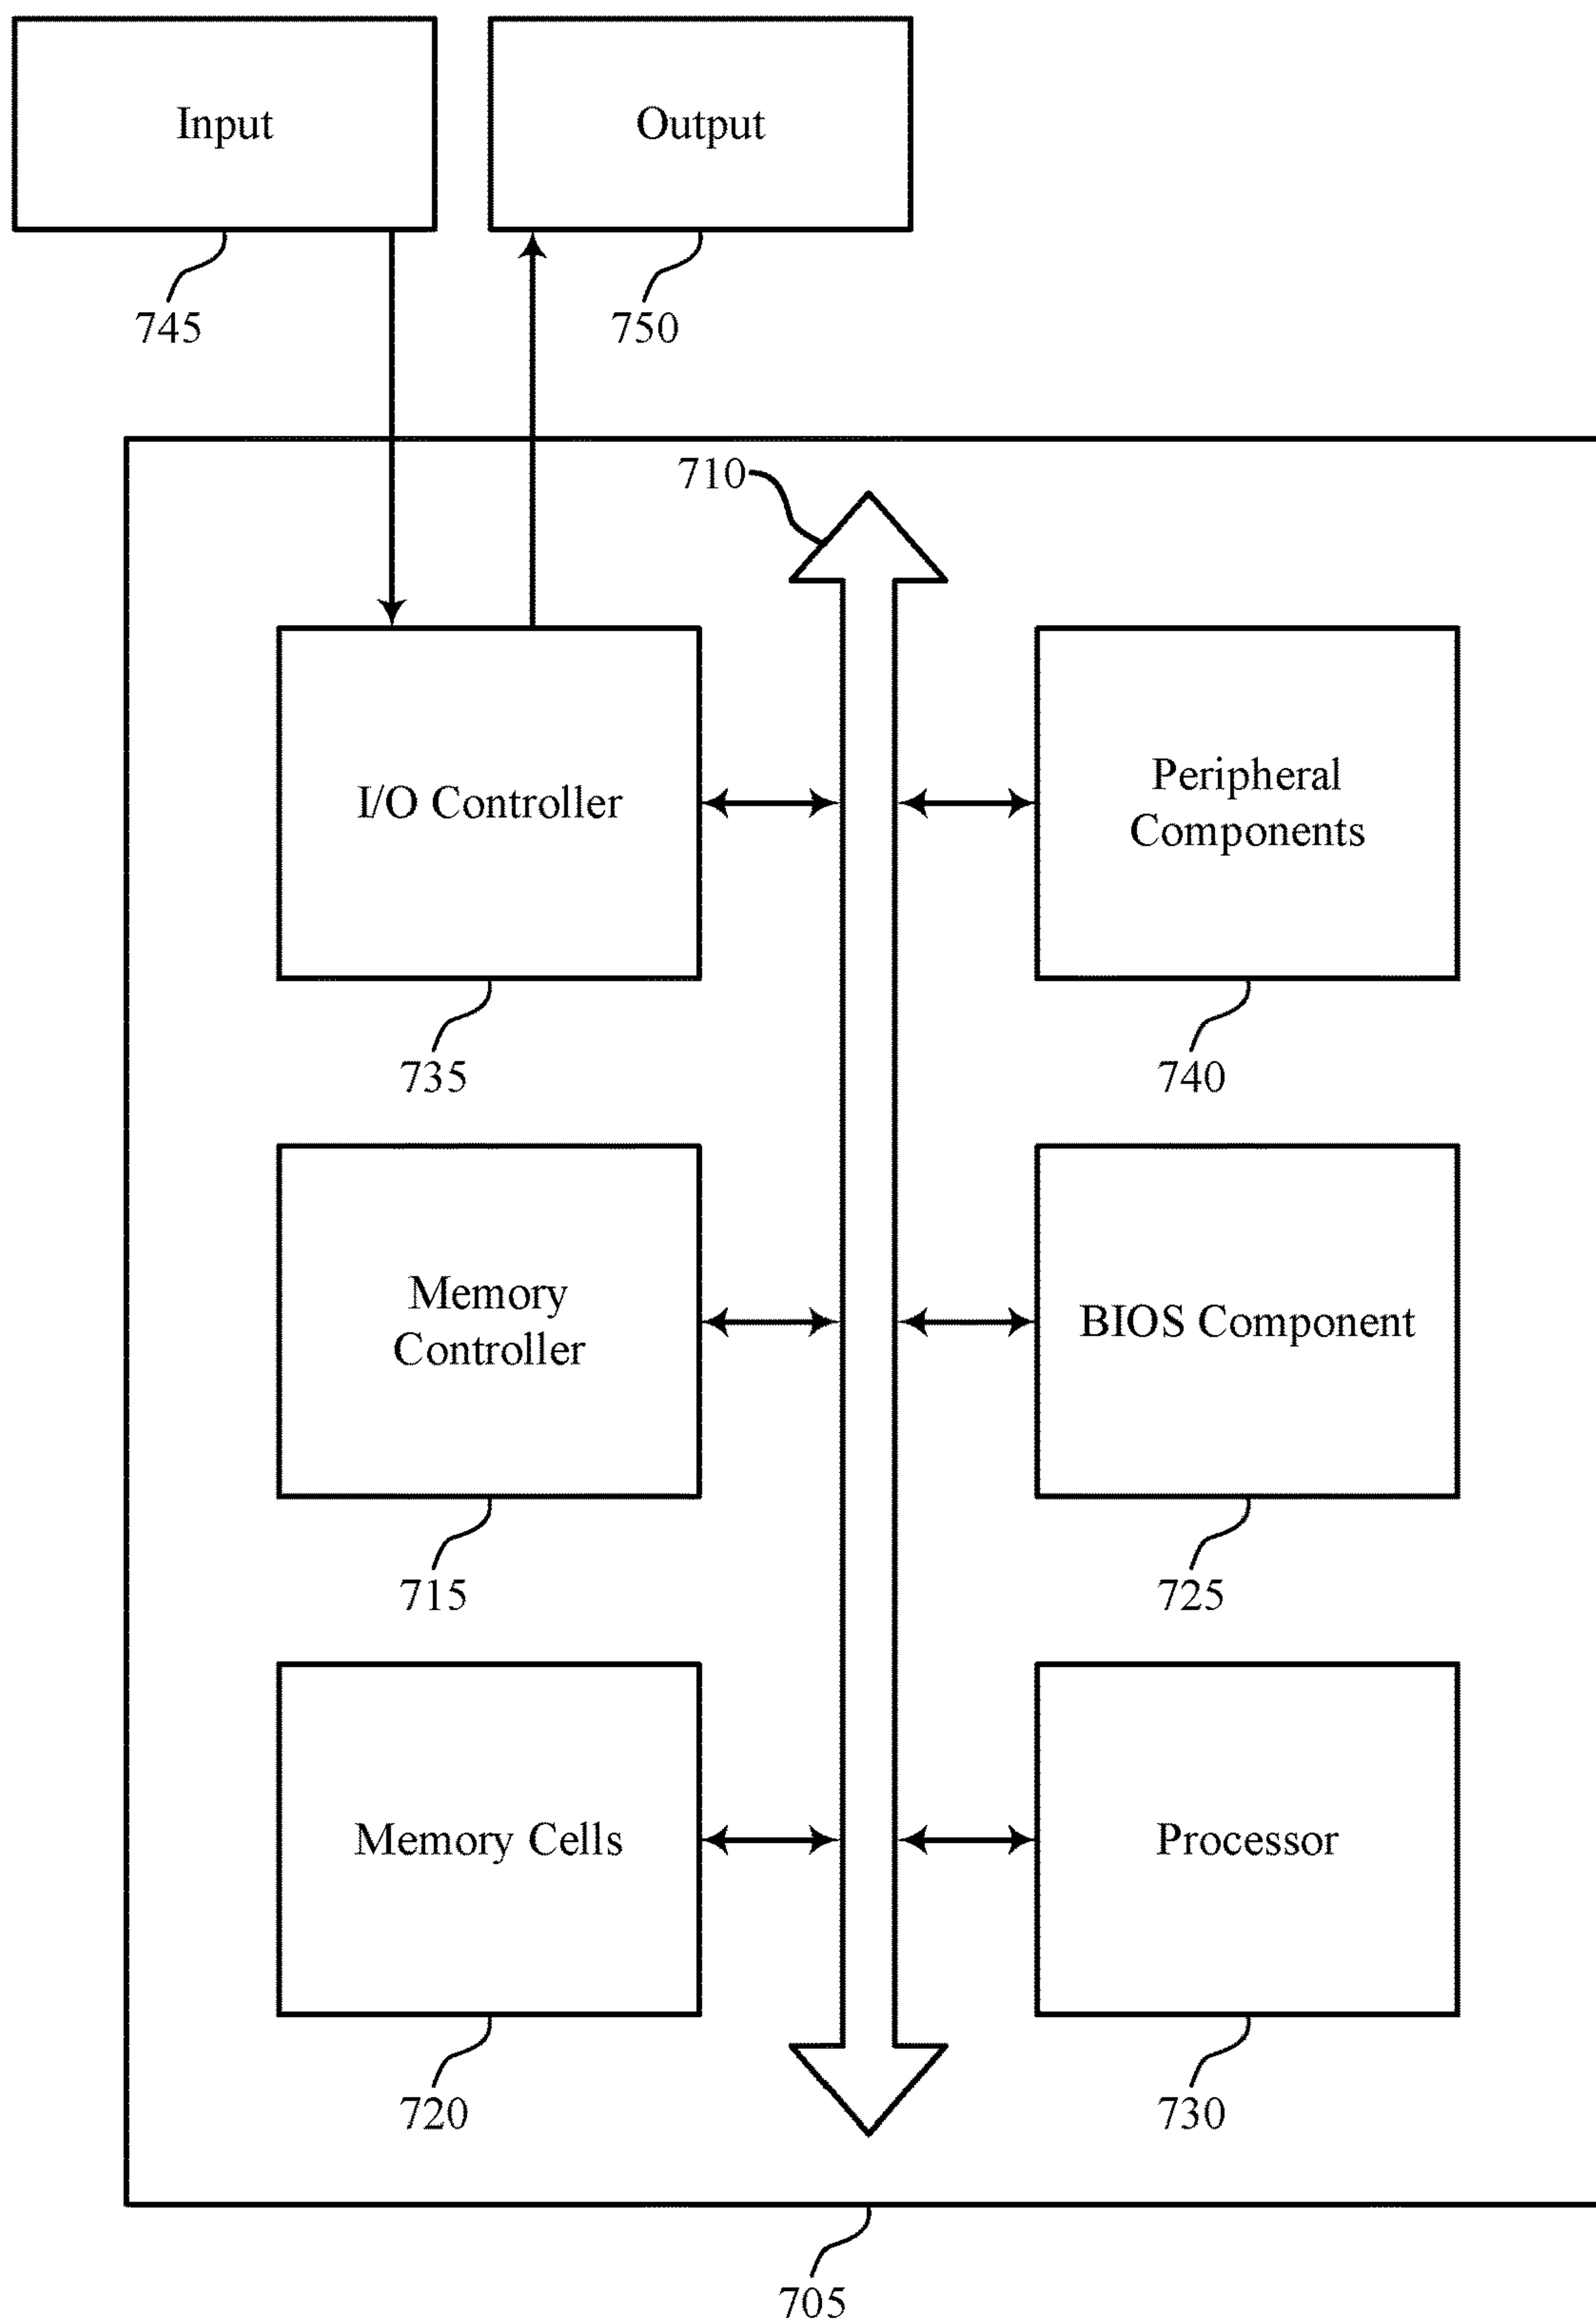 Input
Output
745
750
710
I/O Controller
Peripheral
Components
735
740
Memory
Controller
BIOS Component
715
725
Memory Cells
Processor
720
730
705